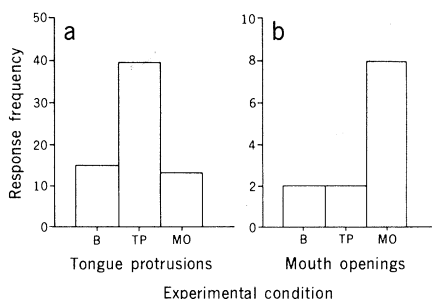 a
b
Response frequency
50
40
30
20
10
0
10
8
6
4
2
0
B TP MO
B TP MO
Tongue protrusions
Mouth openings
Experimental condition